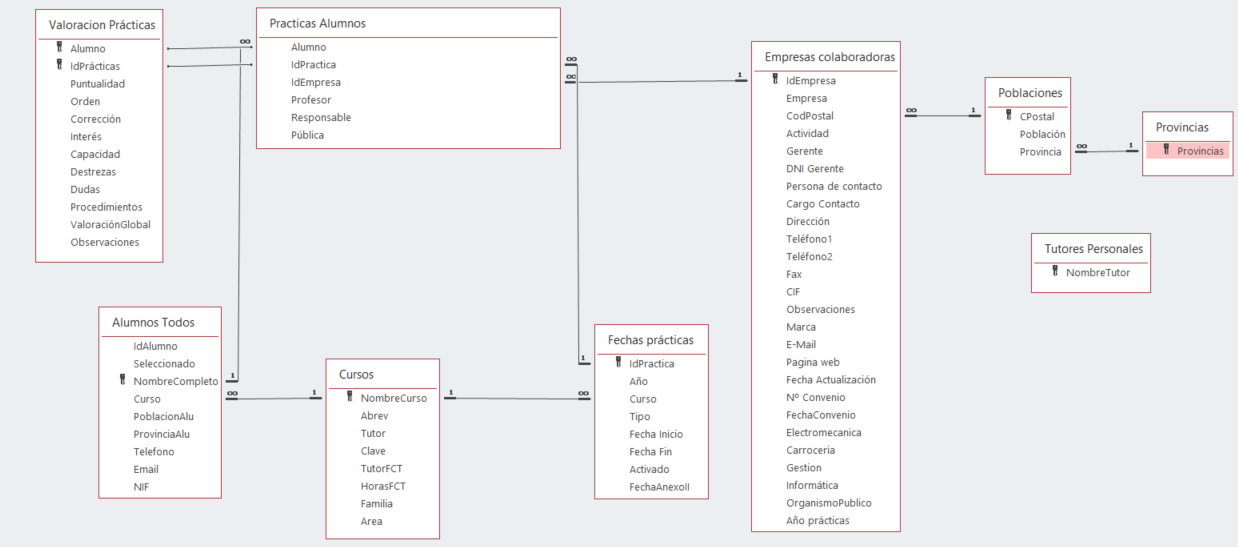 Valoracion Prácticas
Alumno
IdPrácticas
Puntualidad
Orden
Corrección
Interés
Capacidad
Destrezas
Dudas
Procedimientos
ValoraciónGlobal
Observaciones
∞
Practicas Alumnos
Alumno
IdPractica
IdEmpresa
Profesor
Responsable
Pública
∞
∞
1
Empresas colaboradoras
IdEmpresa
Empresa
CodPostal
Actividad
Gerente
DNI Gerente
Persona de contacto
Cargo Contacto
Dirección
Teléfono1
Teléfono2
Fax
CIF
Observaciones
Marca
E-Mail
Pagina web
Fecha Actualización
Nº Convenio
FechaConvenio
Electromecanica
Carroceria
Gestion
Informática
OrganismoPublico
Año prácticas
∞
1
Poblaciones
CPostal
Población
Provincia
∞
1
Provincias
Provincias
Tutores Personales
NombreTutor
Alumnos Todos
IdAlumno
Seleccionado
NombreCompleto
Curso
PoblacionAlu
ProvinciaAlu
Telefono
Email
NIF
1
∞
1
Cursos
NombreCurso
Abrev
Tutor
Clave
TutorFCT
HorasFCT
Familia
Area
1
∞
1
Fechas prácticas
IdPractica
Año
Curso
Tipo
Fecha Inicio
Fecha Fin
Activado
FechaAnexoII